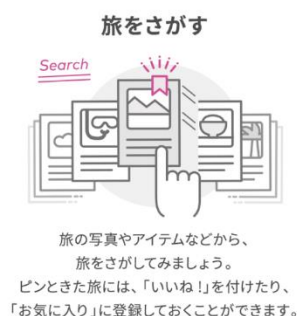 旅をさがす
Search
旅の写真やアイテムなどから、
旅をさがしてみましょう。
ピンときた旅には、「いいね！」を付けたり、
「お気に入り」に登録しておくことができます。